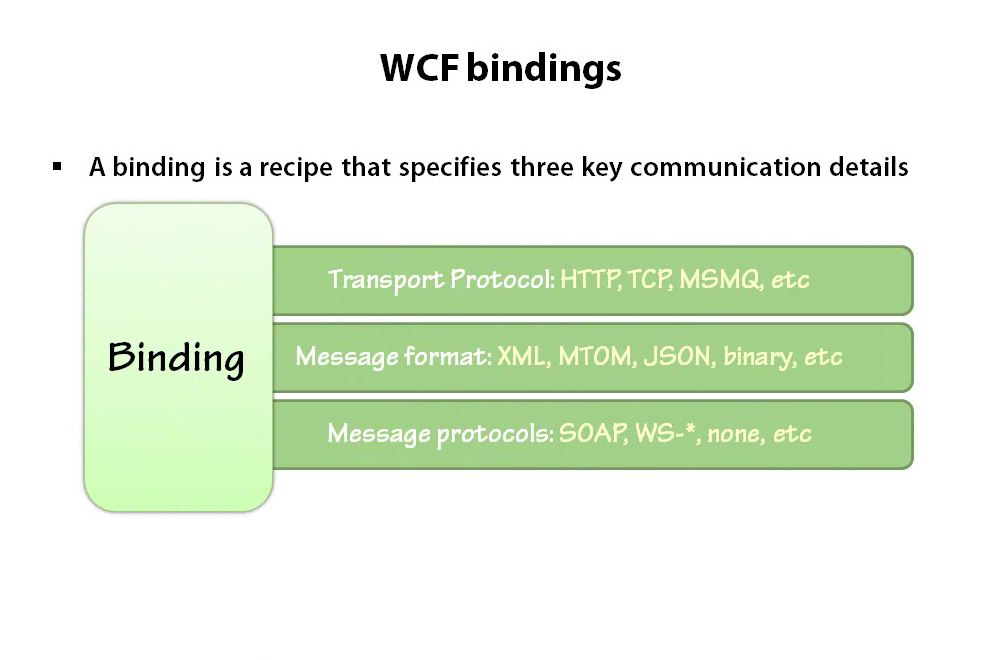 WCF bindings
▪ A binding is a recipe that specifies three key communication details
Binding
Transport Protocol: HTTP, TCP, MSMQ, etc
Message format: XML, MTOM, JSON, binary, etc
Message protocols: SOAP, WS-*, none, etc